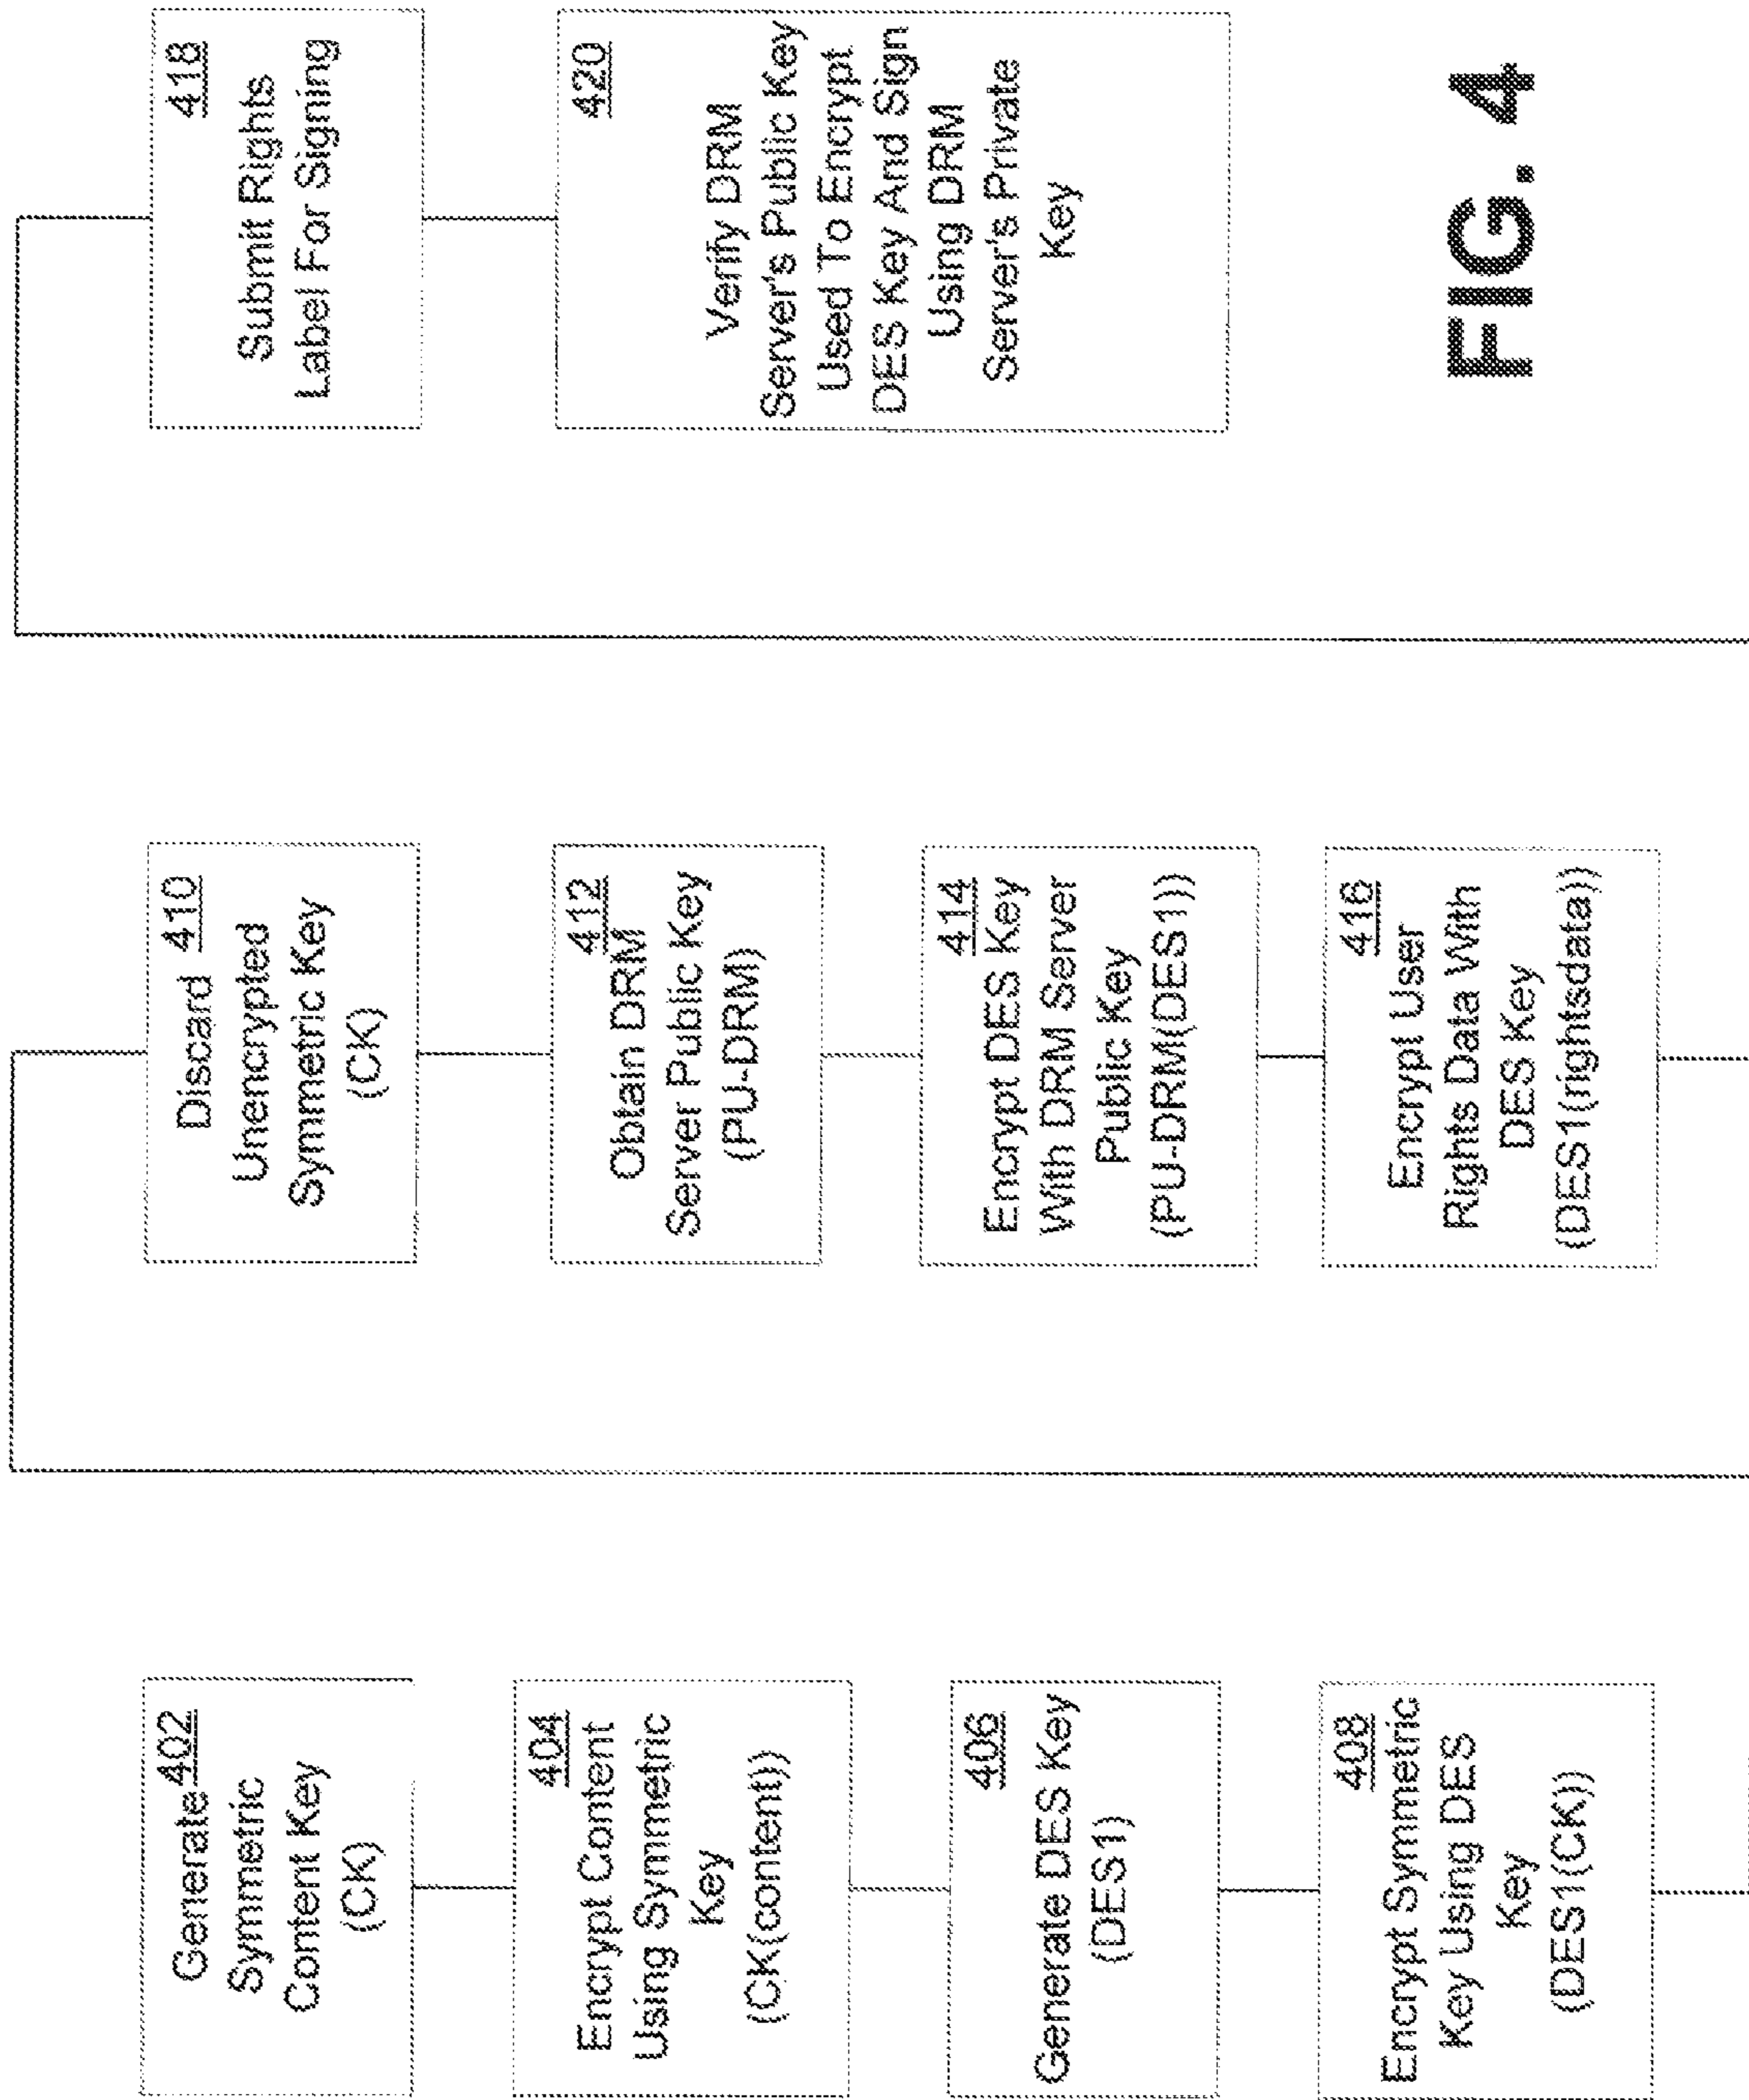 Generate 402
Symmetric
Content Key
(CK)
404
Encrypt Content
Using Symmetric
Key
(CK(content))
406
Generate DES Key
(DES1)
408
Encrypt Symmetric
Key Using DES
Key
(DES1(CK))
Discard 410
Unencrypted
Symmetric Key
(CK)
412
Obtain DRM
Server Public Key
(PU-DRM)
414
Encrypt DES Key
With DRM Server
Public Key
(PU-DRM(DES1))
416
Encrypt User
Rights Data With
DES Key
(DES1(rightsdata))
418
Submit Rights
Label For Signing
420
Verify DRM
Server's Public Key
Used To Encrypt
DES Key And Sign
Using DRM
Server's Private
Key
FIG. 4